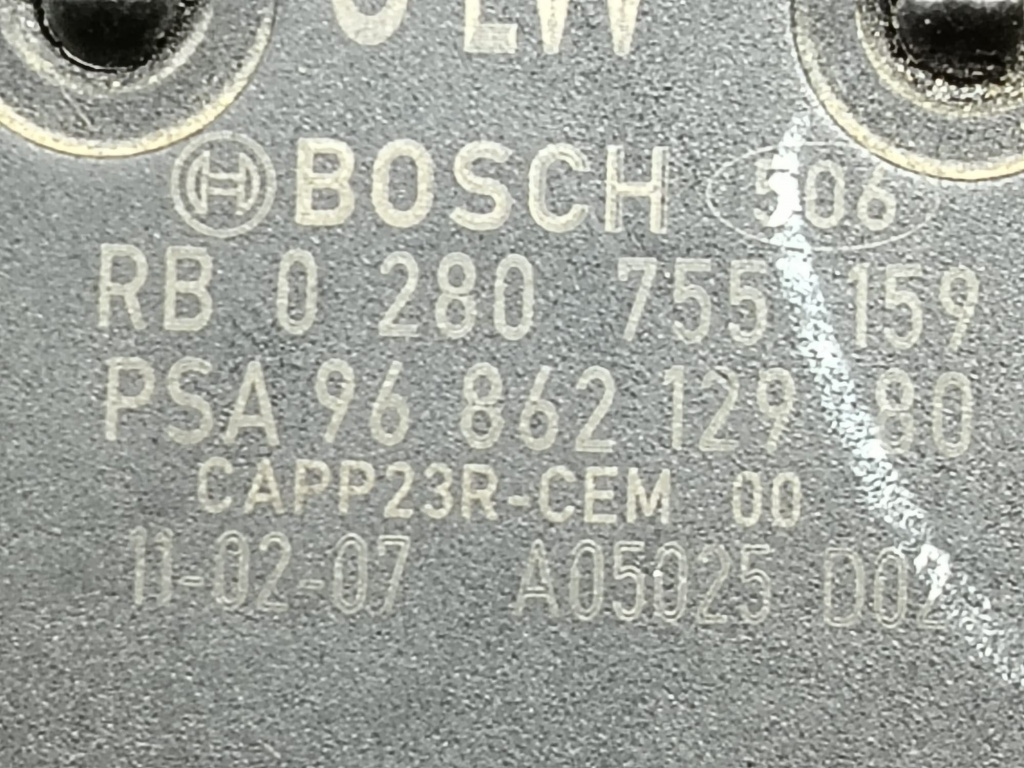 BOSCH 506
RB 0 280 755 159
PSA 96 862 129 80
CAPP23R-CEM 00
11-02-07 A05025 D02